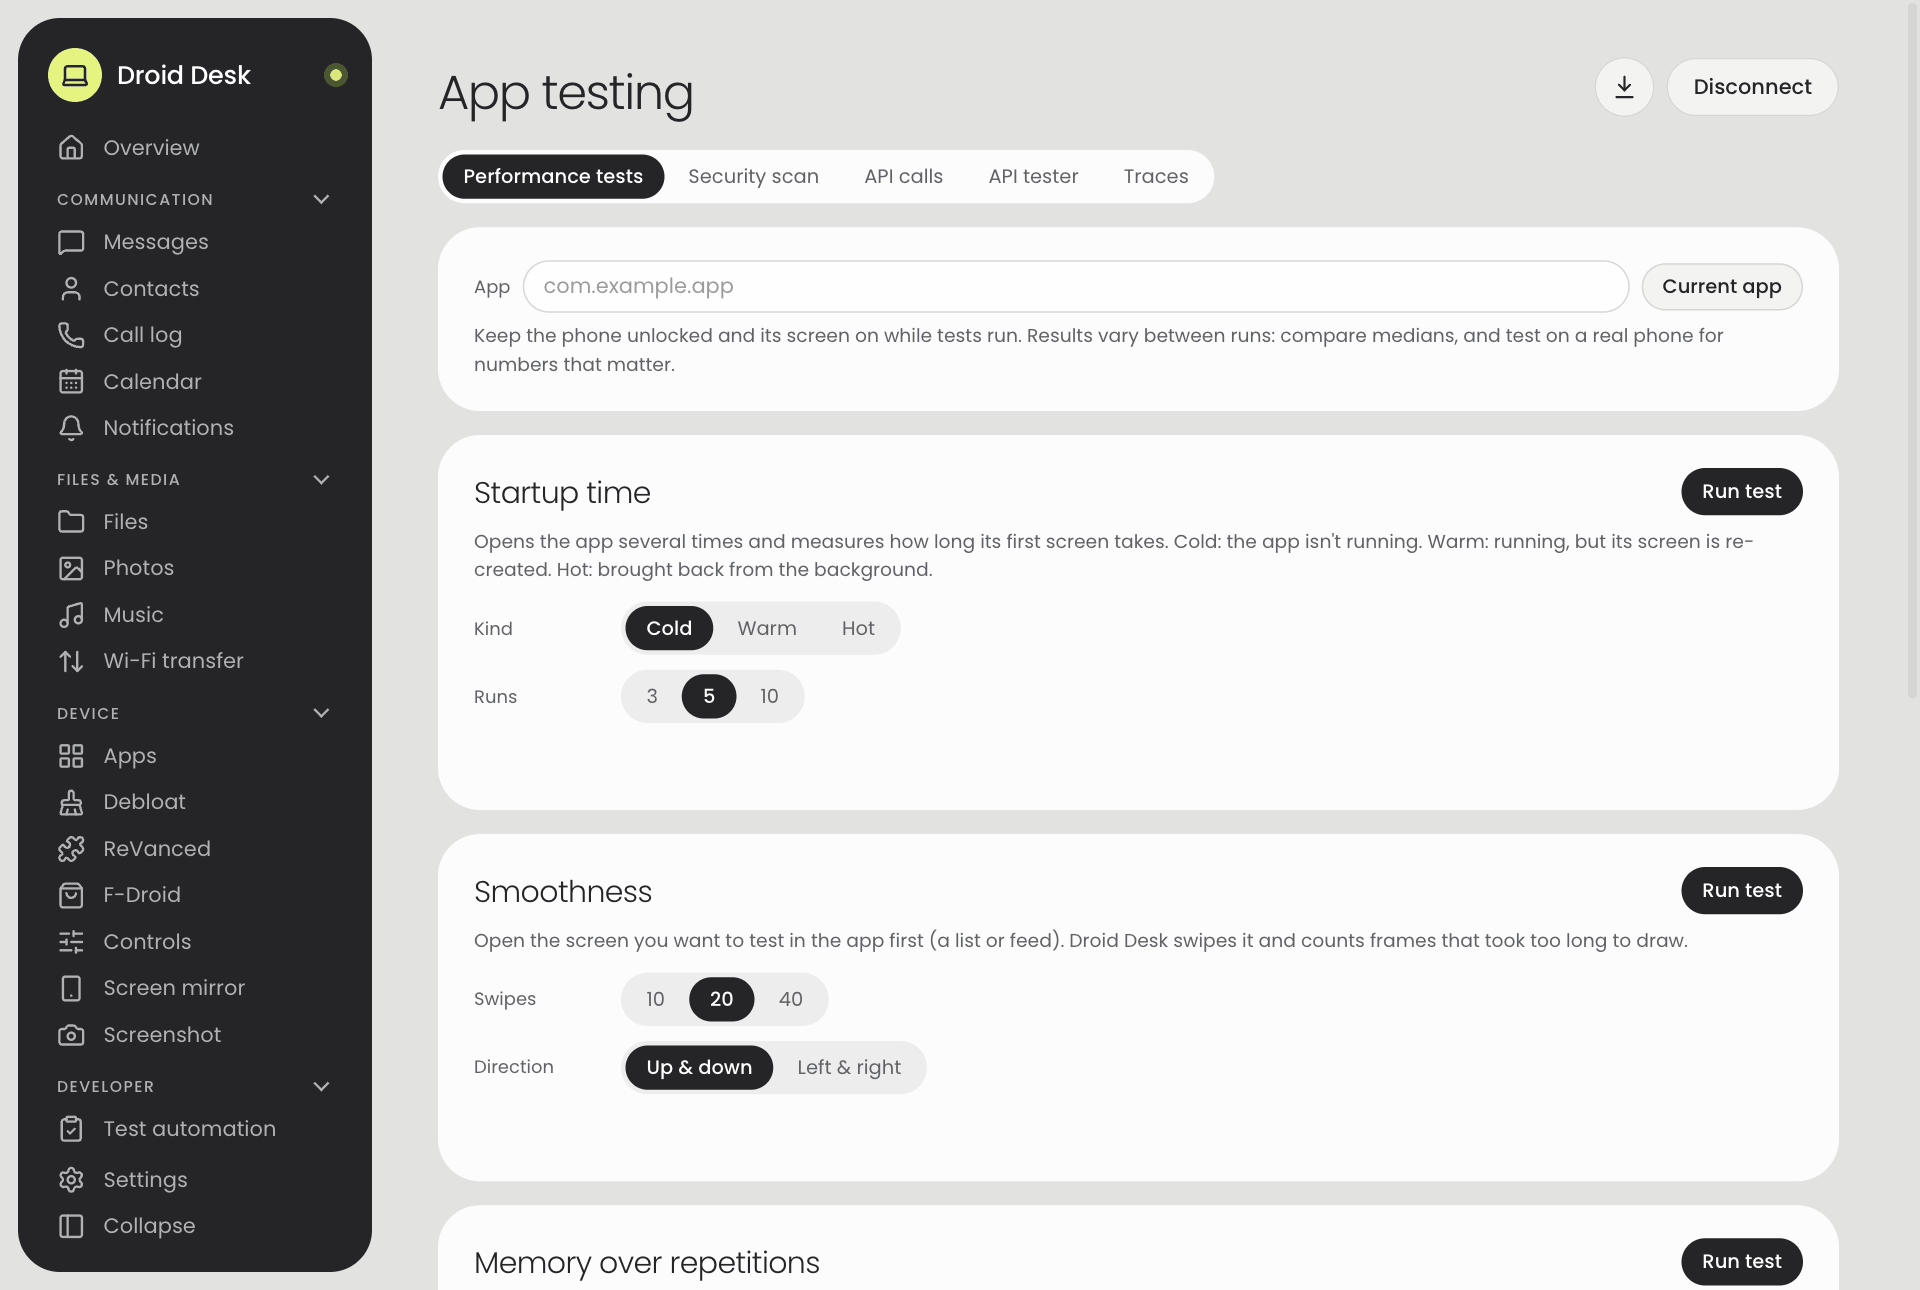 Droid Desk
Overview
COMMUNICATION
Messages
Contacts
Call log
Calendar
Notifications
FILES & MEDIA
Files
Photos
Music
Wi-Fi transfer
DEVICE
Apps
Debloat
ReVanced
F-Droid
Controls
Screen mirror
Screenshot
DEVELOPER
Test automation
Settings
Collapse
App testing
Disconnect
Performance tests Security scan API calls API tester Traces
App com.example.app Current app
Keep the phone unlocked and its screen on while tests run. Results vary between runs: compare medians, and test on a real phone for
numbers that matter.
Startup time Run test
Opens the app several times and measures how long its first screen takes. Cold: the app isn't running. Warm: running, but its screen is re-
created. Hot: brought back from the background.
Kind Cold Warm Hot
Runs 3 5 10
Smoothness Run test
Open the screen you want to test in the app first (a list or feed). Droid Desk swipes it and counts frames that took too long to draw.
Swipes 10 20 40
Direction Up & down Left & right
Memory over repetitions Run test